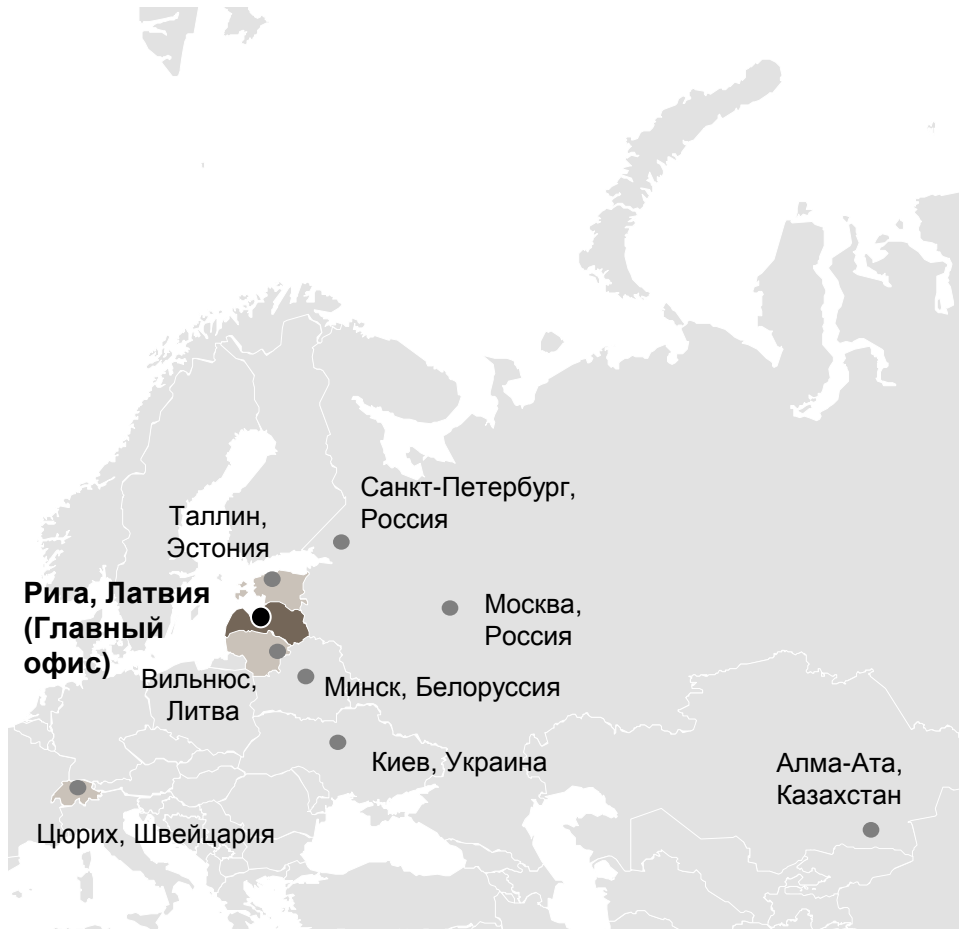 Санкт-Петербург,
Россия
Таллин,
Эстония
Рига, Латвия
(Главный
офис)
Москва,
Россия
Вильнюс,
Литва
Минск, Белоруссия
Киев, Украина
Алма-Ата,
Казахстан
Цюрих, Швейцария